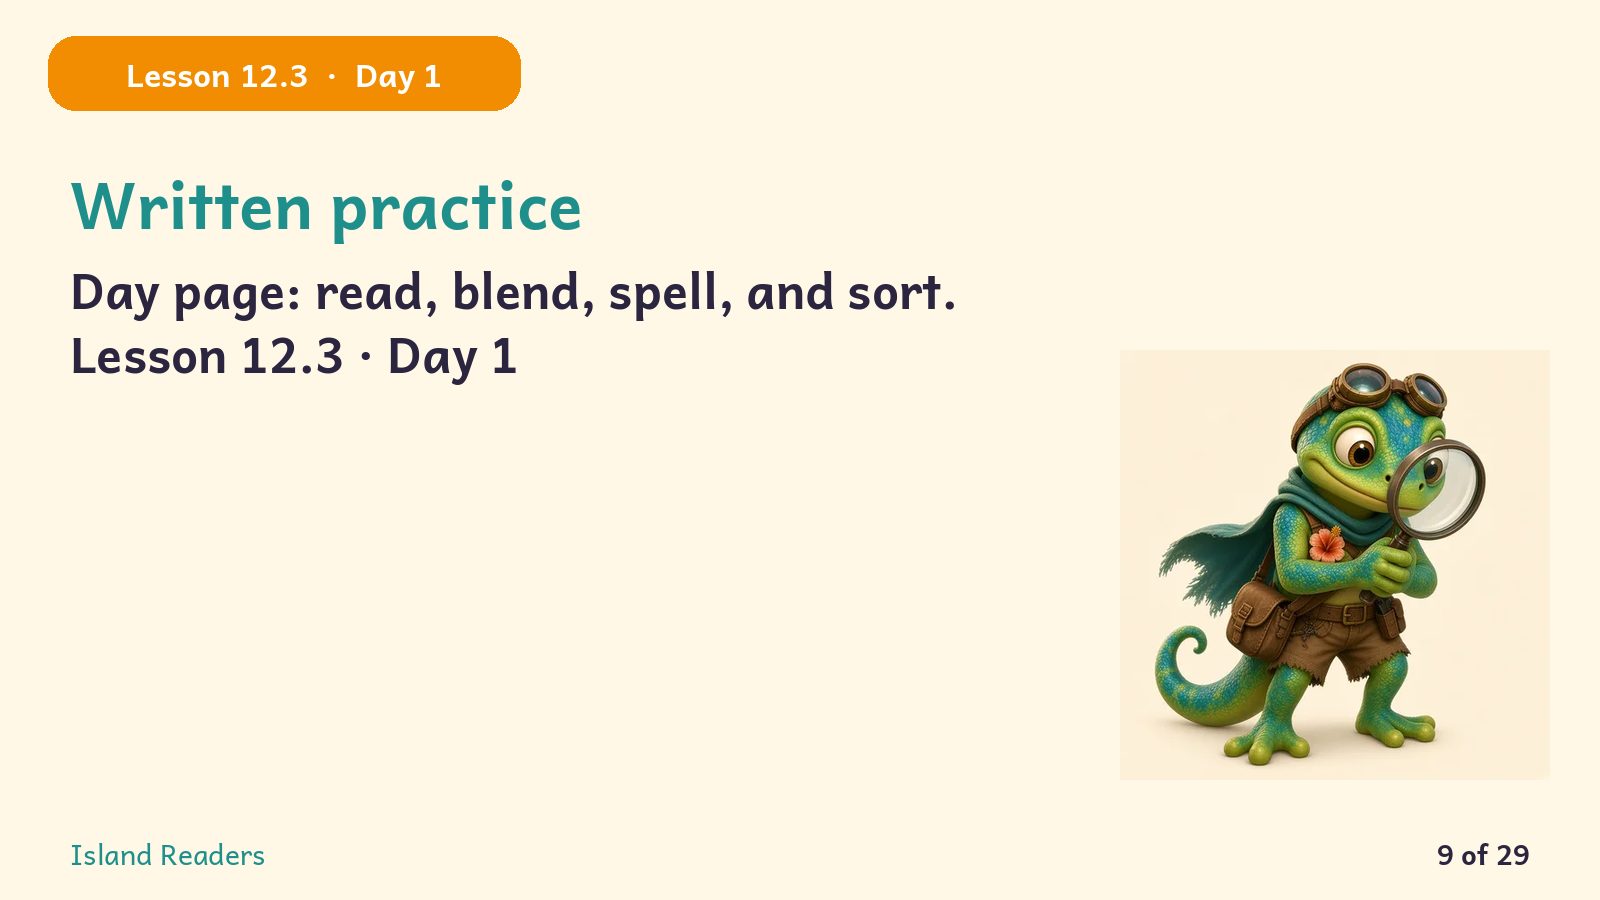 Lesson 12.3 · Day 1
Written practice
Day page: read, blend, spell, and sort.
Lesson 12.3 · Day 1
Island Readers
9 of 29